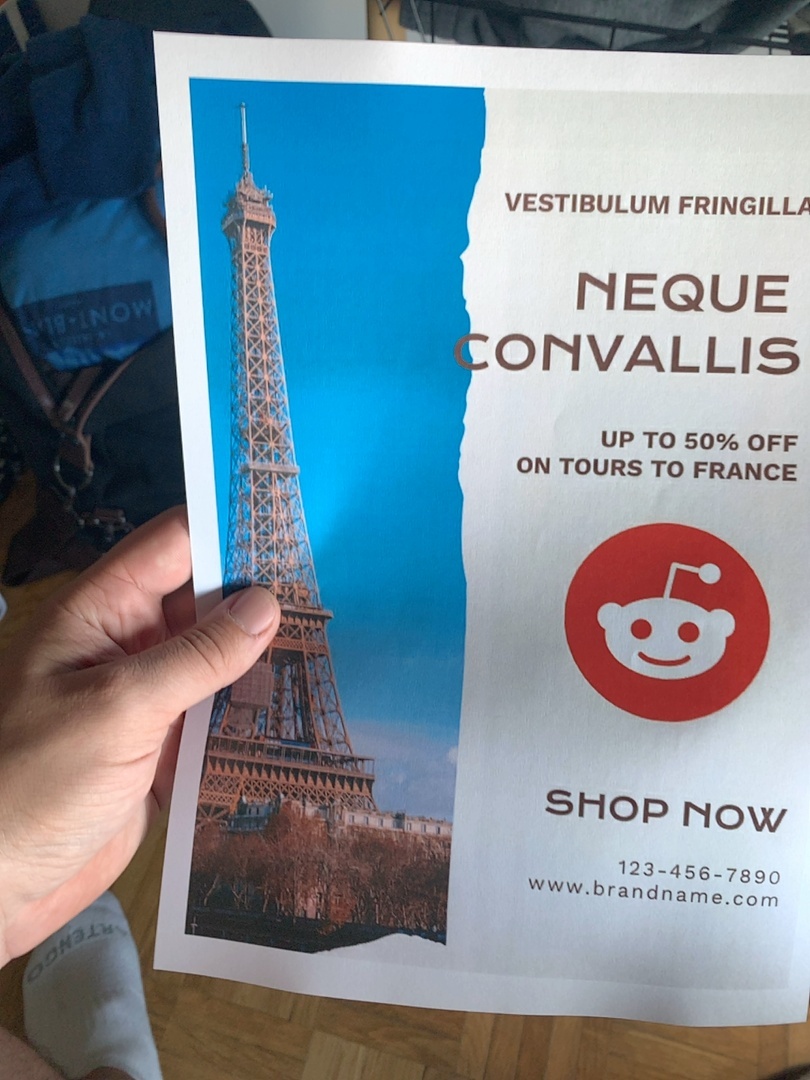 VESTIBULUM FRINGILLA
NEQUE
CONVALLIS
UP TO 50% OFF
ON TOURS TO FRANCE
SHOP NOW
123-456-7890
www.brandname.com
ARTENGO